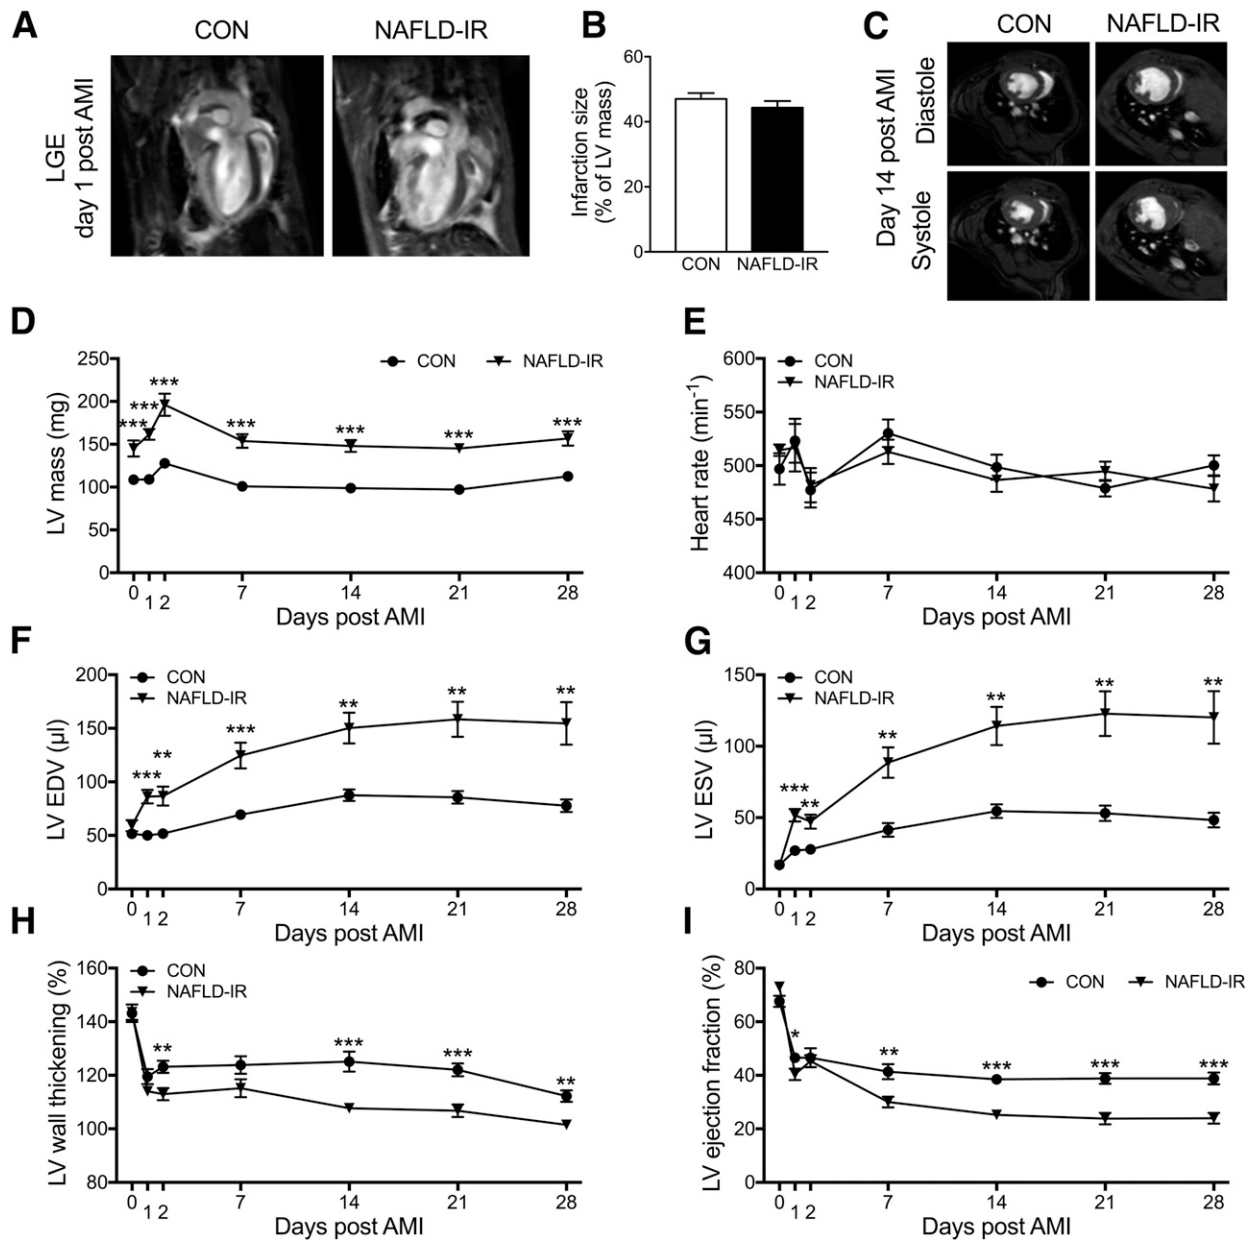 A
CON
NAFLD-IR
LGE
day 1 post AMI
B
Infarction size
(% of LV mass)
60
40
20
0
CON
NAFLD-IR
C
CON
NAFLD-IR
Day 14 post AMI
Diastole
Systole
D
LV mass (mg)
250
200
150
100
50
0
CON
NAFLD-IR
***
***
***
***
***
***
***
0
1
2
7
14
21
28
Days post AMI
E
Heart rate (min-1)
600
550
500
450
400
CON
NAFLD-IR
0
1
2
7
14
21
28
Days post AMI
F
LV EDV (µl)
200
150
100
50
0
CON
NAFLD-IR
***
**
***
**
**
**
0
1
2
7
14
21
28
Days post AMI
G
LV ESV (µl)
150
100
50
0
CON
NAFLD-IR
***
**
**
**
**
**
0
1
2
7
14
21
28
Days post AMI
H
LV wall thickening (%)
160
140
120
100
80
CON
NAFLD-IR
**
***
***
**
0
1
2
7
14
21
28
Days post AMI
I
LV ejection fraction (%)
80
60
40
20
0
CON
NAFLD-IR
*
**
***
***
***
0
1
2
7
14
21
28
Days post AMI